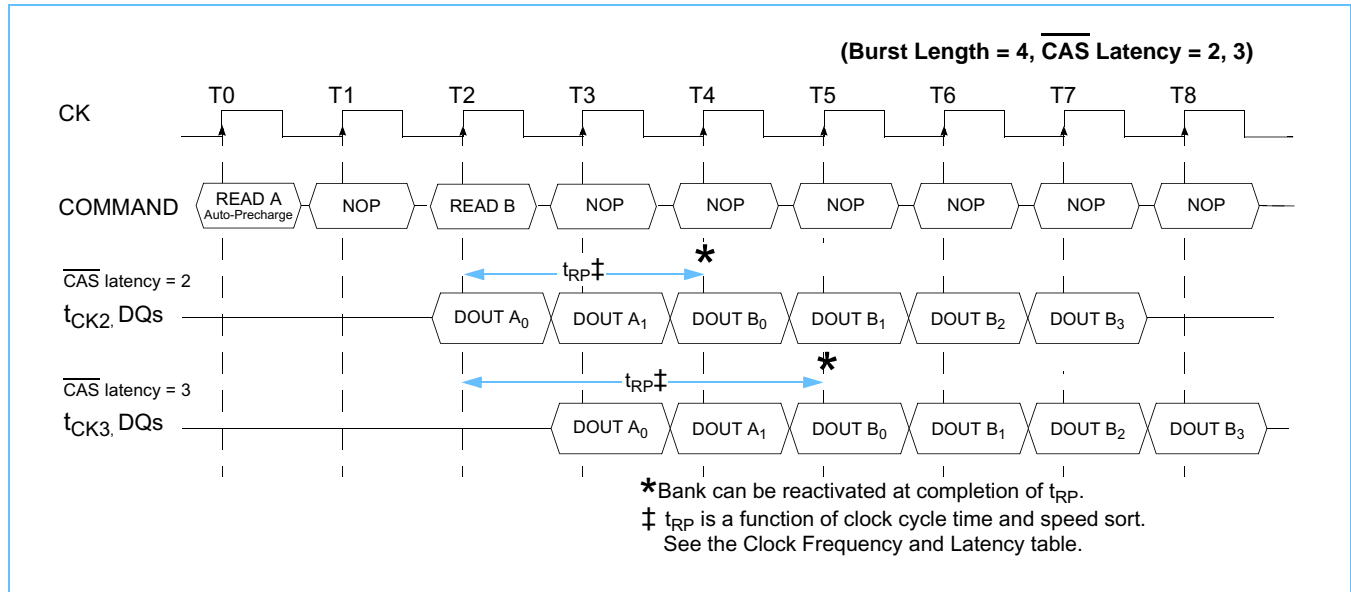 (Burst Length = 4, CAS Latency = 2, 3)
T0 T1 T2 T3 T4 T5 T6 T7 T8
CK
COMMAND
READ A NOP READ B NOP NOP NOP NOP NOP NOP
Auto-Precharge
*
tRP‡
CAS latency = 2
tCK2, DQs
DOUT A0 DOUT A1 DOUT B0 DOUT B1 DOUT B2 DOUT B3
*
tRP‡
CAS latency = 3
tCK3, DQs
DOUT A0 DOUT A1 DOUT B0 DOUT B1 DOUT B2 DOUT B3
*Bank can be reactivated at completion of tRP.
‡ tRP is a function of clock cycle time and speed sort.
See the Clock Frequency and Latency table.